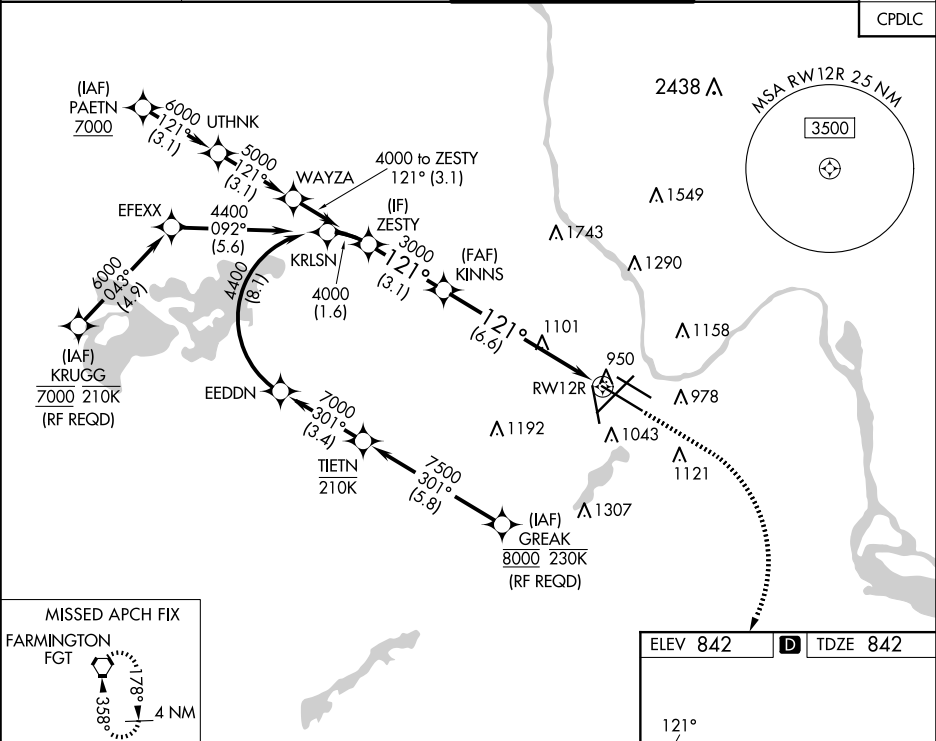 CPDLC
(IAF)
PAETN
7000
6000
121°
(3.1)
UTHNK
5000
121°
(3.1)
WAYZA
4000 to ZESTY
121° (3.1)
2438
MSA RW12R 25 NM
3500
1549
EFEXX
4400
092°
(5.6)
KRLSN
(IF)
ZESTY
3000
121°
(3.1)
(FAF)
KINNS
1743
1290
6000
043°
(4.9)
4400
(8.1)
4000
(1.6)
121°
(6.6)
1101
1158
(IAF)
KRUGG
7000 210K
(RF REQD)
950
RW12R
978
EEDDN
7000
301°
(3.4)
1192
1043
1121
TIETN
210K
7500
301°
(5.8)
1307
(IAF)
GREAK
8000 230K
(RF REQD)
MISSED APCH FIX
FARMINGTON
FGT
178°
358°
4 NM
ELEV 842
D
TDZE 842
121°